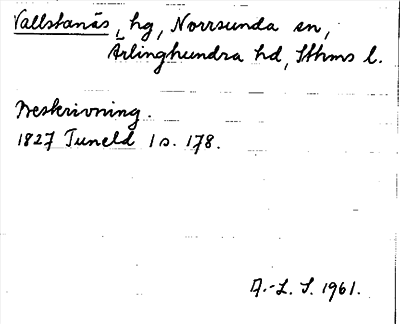 Vallstanäs, hg, Norrsunda sn,
Ärlinghundra hd, Sthms l.
Beskrivning.
1827 Tuneld 1 s. 178.
A.-L. S. 1961.